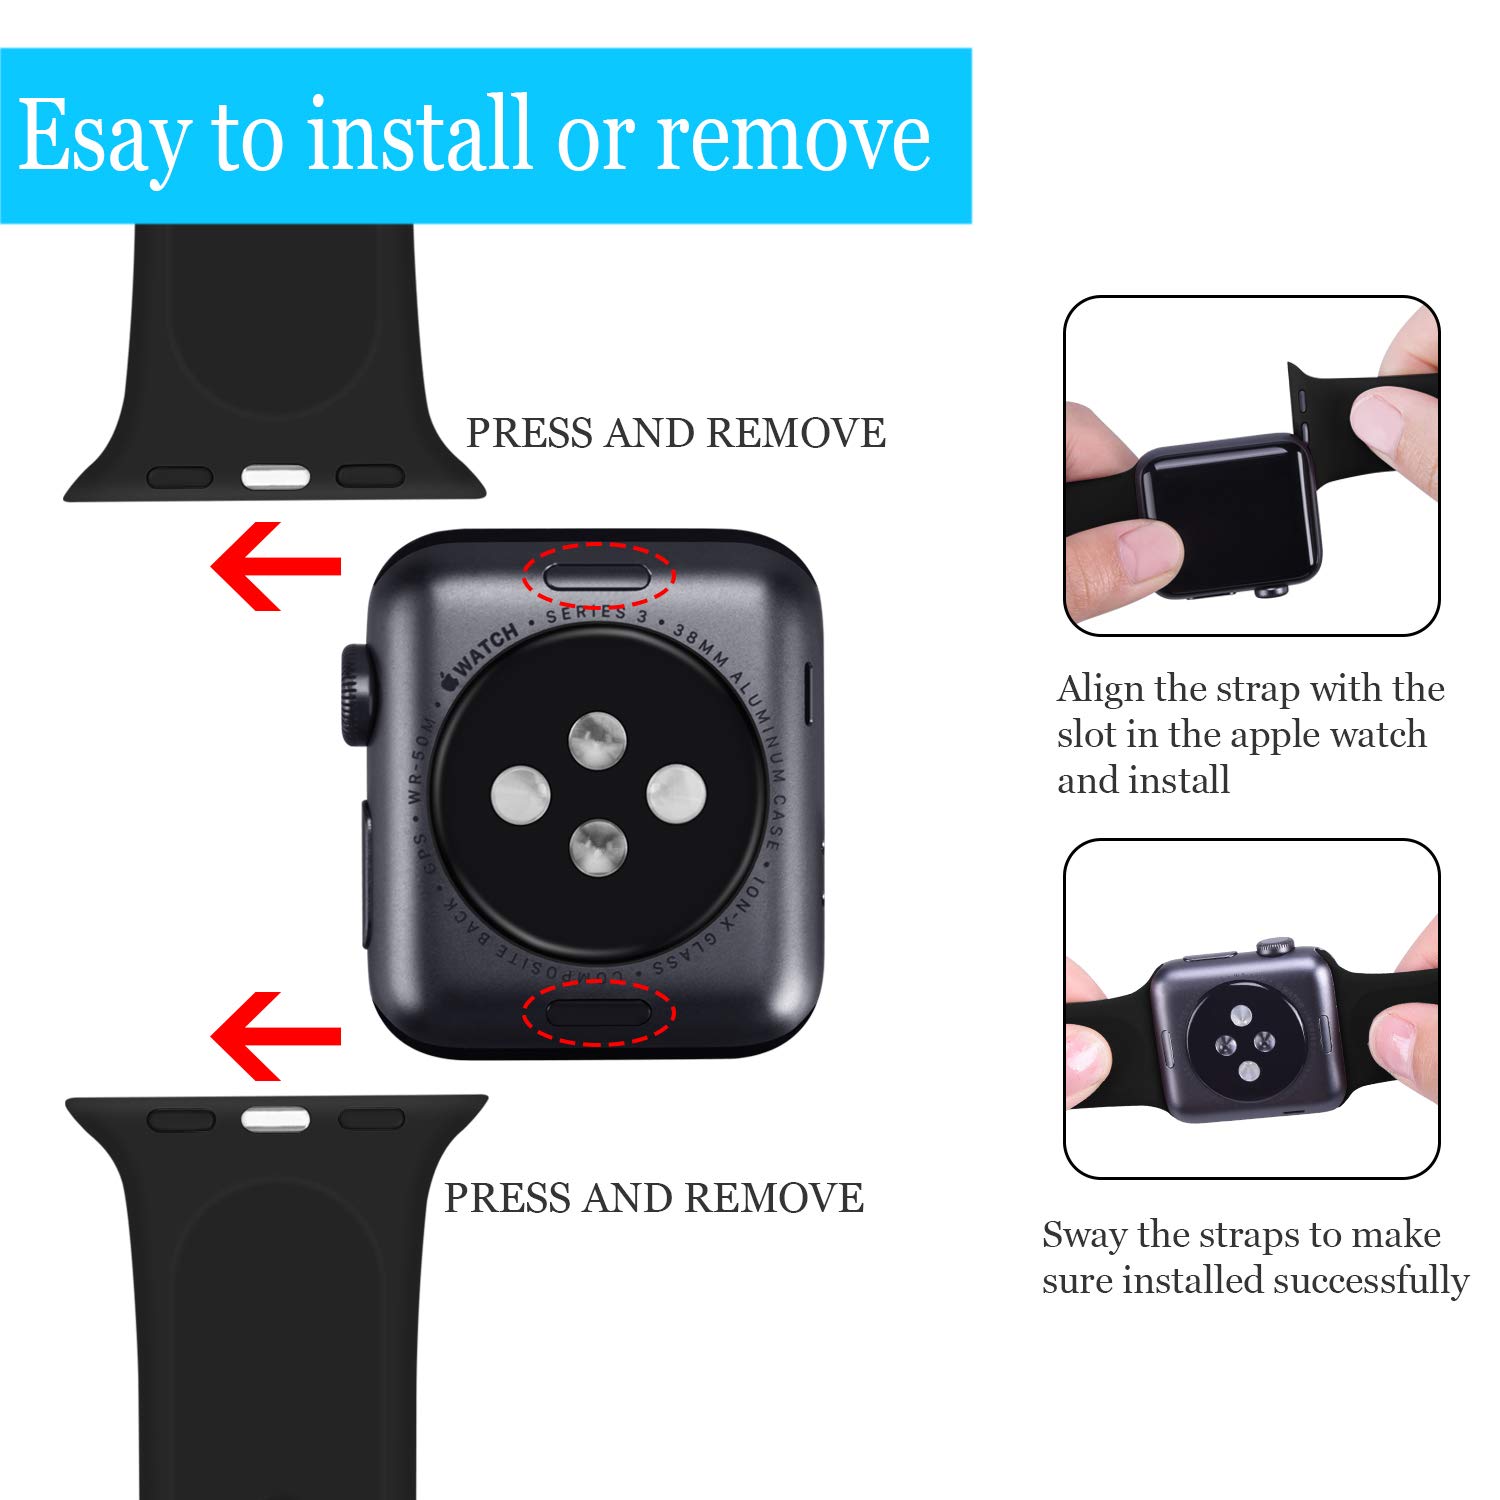 Esay to install or remove
PRESS AND REMOVE
WATCH • SERIES 3 • 38MM ALUMINUM CASE • ION-X GLASS • COMPOSITE BACK • GPS • WR-50M •
PRESS AND REMOVE
Align the strap with the
slot in the apple watch
and install
Sway the straps to make
sure installed successfully